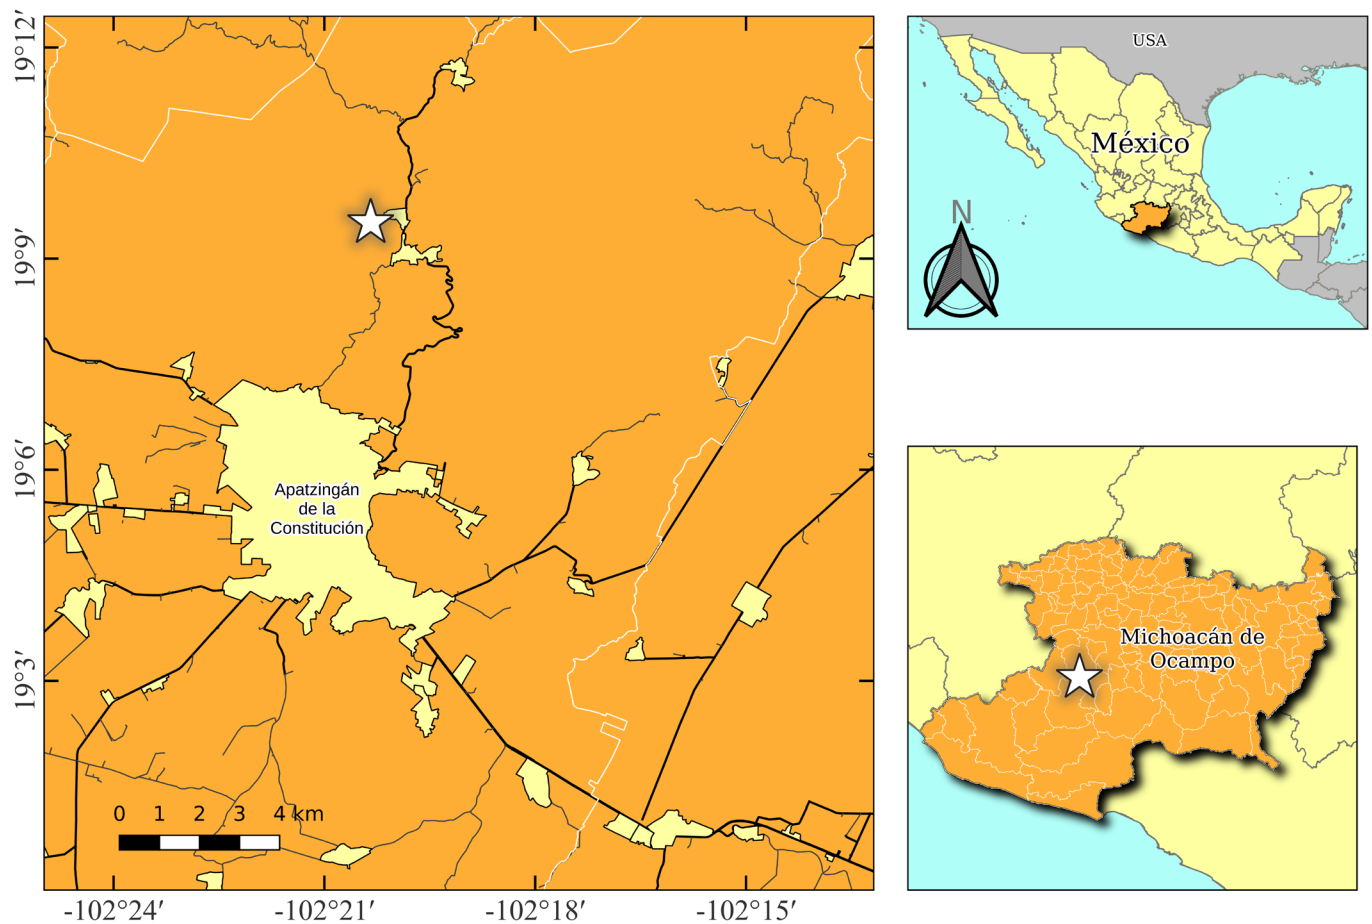 19°12′
19°9′
19°6′
19°3′
Apatzingán
de la
Constitución
0 1 2 3 4 km
-102°24′ -102°21′ -102°18′ -102°15′
USA
México
N
Michoacán de
Ocampo